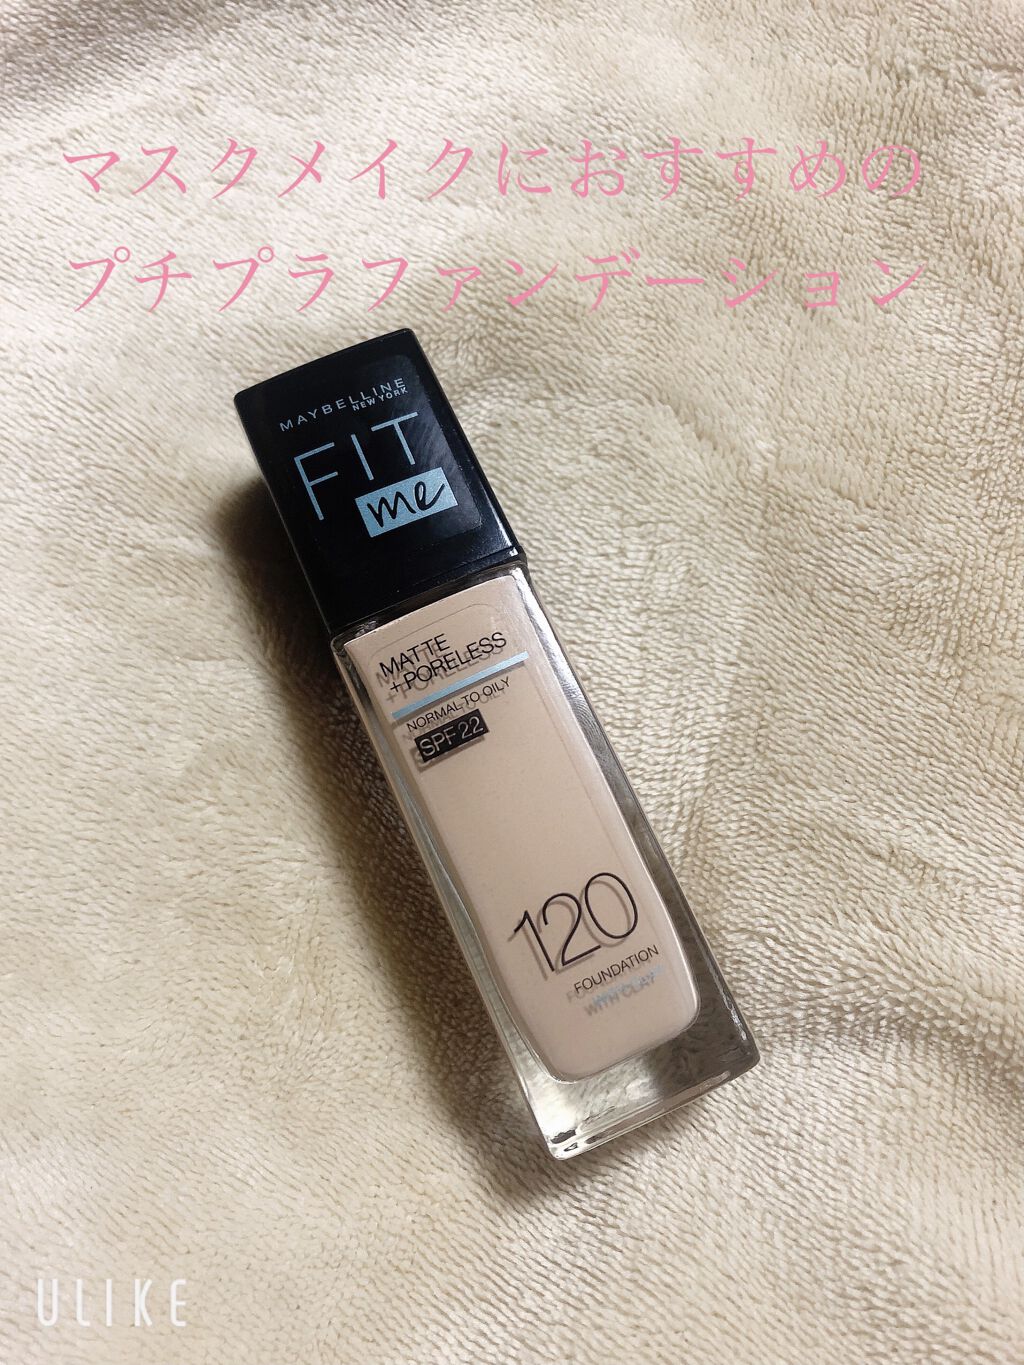 マスクメイクにおすすめの
プチプラファンデーション
MAYBELLINE
NEW YORK
FIT
me
MATTE
+PORELESS
NORMAL TO OILY
SPF 22
120
FOUNDATION
WITH CLAY
ULIKE